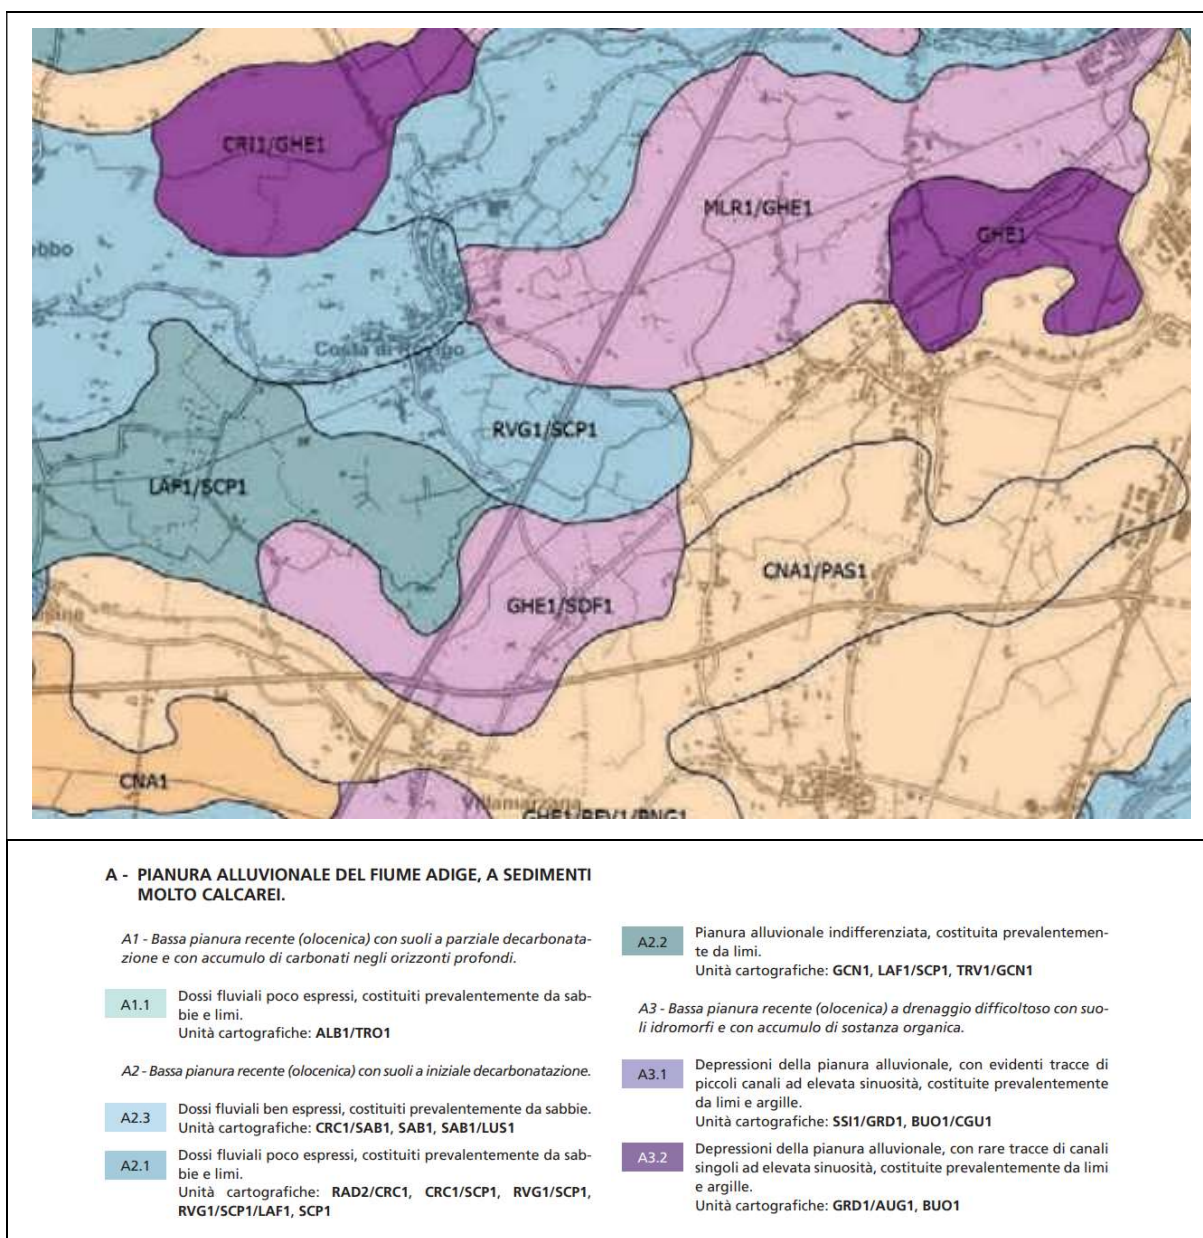 CRI1/GHE1
MLR1/GHE1
GHE1
ebbo
Costa di Rovigo
RVG1/SCP1
LAF1/SCP1
CNA1/PAS1
GHE1/SDF1
CNA1
Villamarzana
A - PIANURA ALLUVIONALE DEL FIUME ADIGE, A SEDIMENTI
MOLTO CALCAREI.
A1 - Bassa pianura recente (olocenica) con suoli a parziale decarbonata-
zione e con accumulo di carbonati negli orizzonti profondi.
A1.1
Dossi fluviali poco espressi, costituiti prevalentemente da sab-
bie e limi.
Unità cartografiche: ALB1/TRO1
A2 - Bassa pianura recente (olocenica) con suoli a iniziale decarbonatazione.
A2.3
Dossi fluviali ben espressi, costituiti prevalentemente da sabbie.
Unità cartografiche: CRC1/SAB1, SAB1, SAB1/LUS1
A2.1
Dossi fluviali poco espressi, costituiti prevalentemente da sab-
bie e limi.
Unità cartografiche: RAD2/CRC1, CRC1/SCP1, RVG1/SCP1,
RVG1/SCP1/LAF1, SCP1
A2.2
Pianura alluvionale indifferenziata, costituita prevalentemen-
te da limi.
Unità cartografiche: GCN1, LAF1/SCP1, TRV1/GCN1
A3 - Bassa pianura recente (olocenica) a drenaggio difficoltoso con suo-
li idromorfi e con accumulo di sostanza organica.
A3.1
Depressioni della pianura alluvionale, con evidenti tracce di
piccoli canali ad elevata sinuosità, costituite prevalentemente
da limi e argille.
Unità cartografiche: SSI1/GRD1, BUO1/CGU1
A3.2
Depressioni della pianura alluvionale, con rare tracce di canali
singoli ad elevata sinuosità, costituite prevalentemente da limi
e argille.
Unità cartografiche: GRD1/AUG1, BUO1